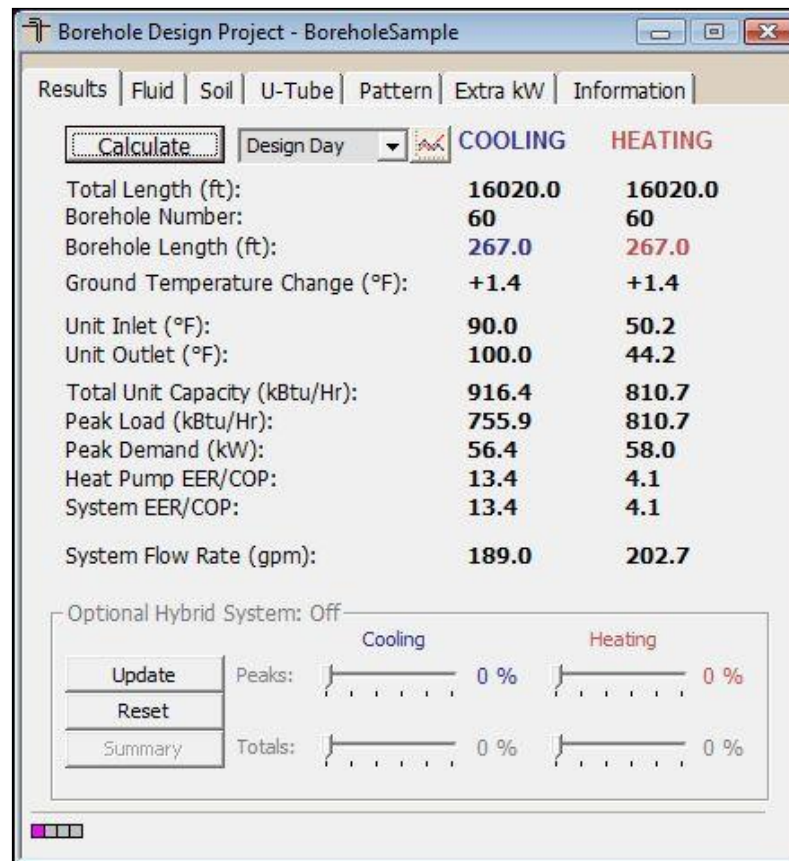 Borehole Design Project - BoreholeSample
Results Fluid Soil U-Tube Pattern Extra kW Information
Calculate Design Day COOLING HEATING
Total Length (ft): 16020.0 16020.0
Borehole Number: 60 60
Borehole Length (ft): 267.0 267.0
Ground Temperature Change (°F): +1.4 +1.4
Unit Inlet (°F): 90.0 50.2
Unit Outlet (°F): 100.0 44.2
Total Unit Capacity (kBtu/Hr): 916.4 810.7
Peak Load (kBtu/Hr): 755.9 810.7
Peak Demand (kW): 56.4 58.0
Heat Pump EER/COP: 13.4 4.1
System EER/COP: 13.4 4.1
System Flow Rate (gpm): 189.0 202.7
Optional Hybrid System: Off
Cooling Heating
Update Peaks: 0 % 0 %
Reset
Summary Totals: 0 % 0 %